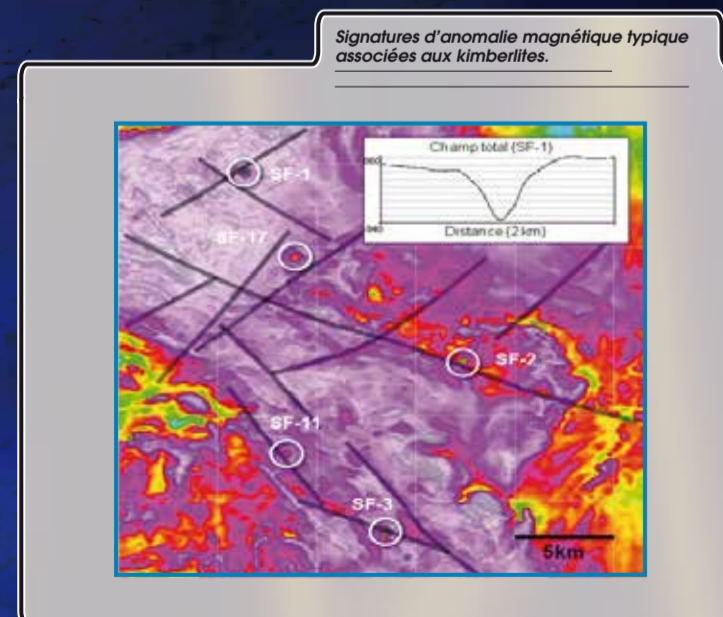 Signatures d'anomalie magnétique typique
associées aux kimberlites.
Champ total (SF-1)
Distance (2 km)
SF-1
SF-17
SF-2
SF-11
SF-3
5km